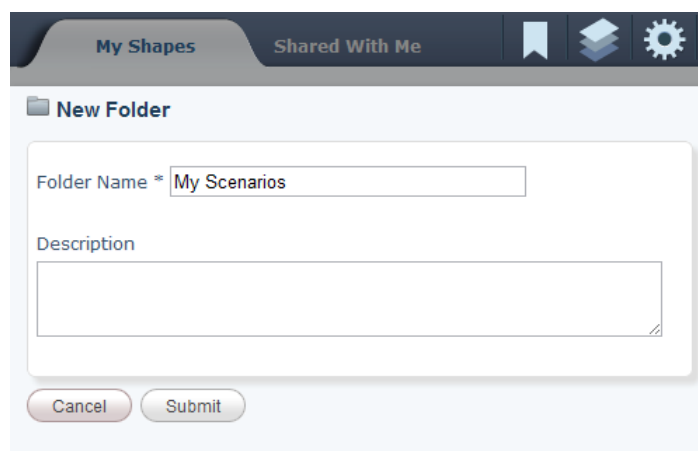 My Shapes Shared With Me
New Folder
Folder Name * My Scenarios
Description
Cancel Submit